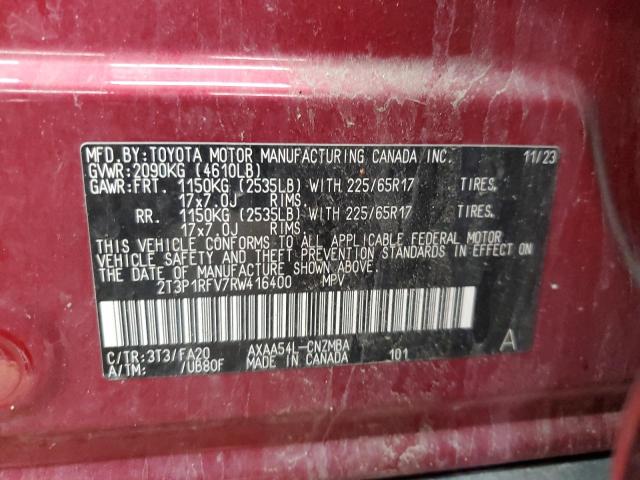 MFD.BY:TOYOTA MOTOR MANUFACTURING CANADA INC. 11/23
GVWR:2090KG (4610LB)
GAWR:FRT. 1150KG (2535LB) WITH 225/65R17 TIRES,
17x7.0J RIMS
RR. 1150KG (2535LB) WITH 225/65R17 TIRES,
17x7.0J RIMS
THIS VEHICLE CONFORMS TO ALL APPLICABLE FEDERAL MOTOR
VEHICLE SAFETY AND THEFT PREVENTION STANDARDS IN EFFECT ON
THE DATE OF MANUFACTURE SHOWN ABOVE.
2T3P1RFV7RW416400 MPV
C/TR:3T3/FA20 AXAA54L-CNZMBA A
A/TM: /UB80F MADE IN CANADA 101